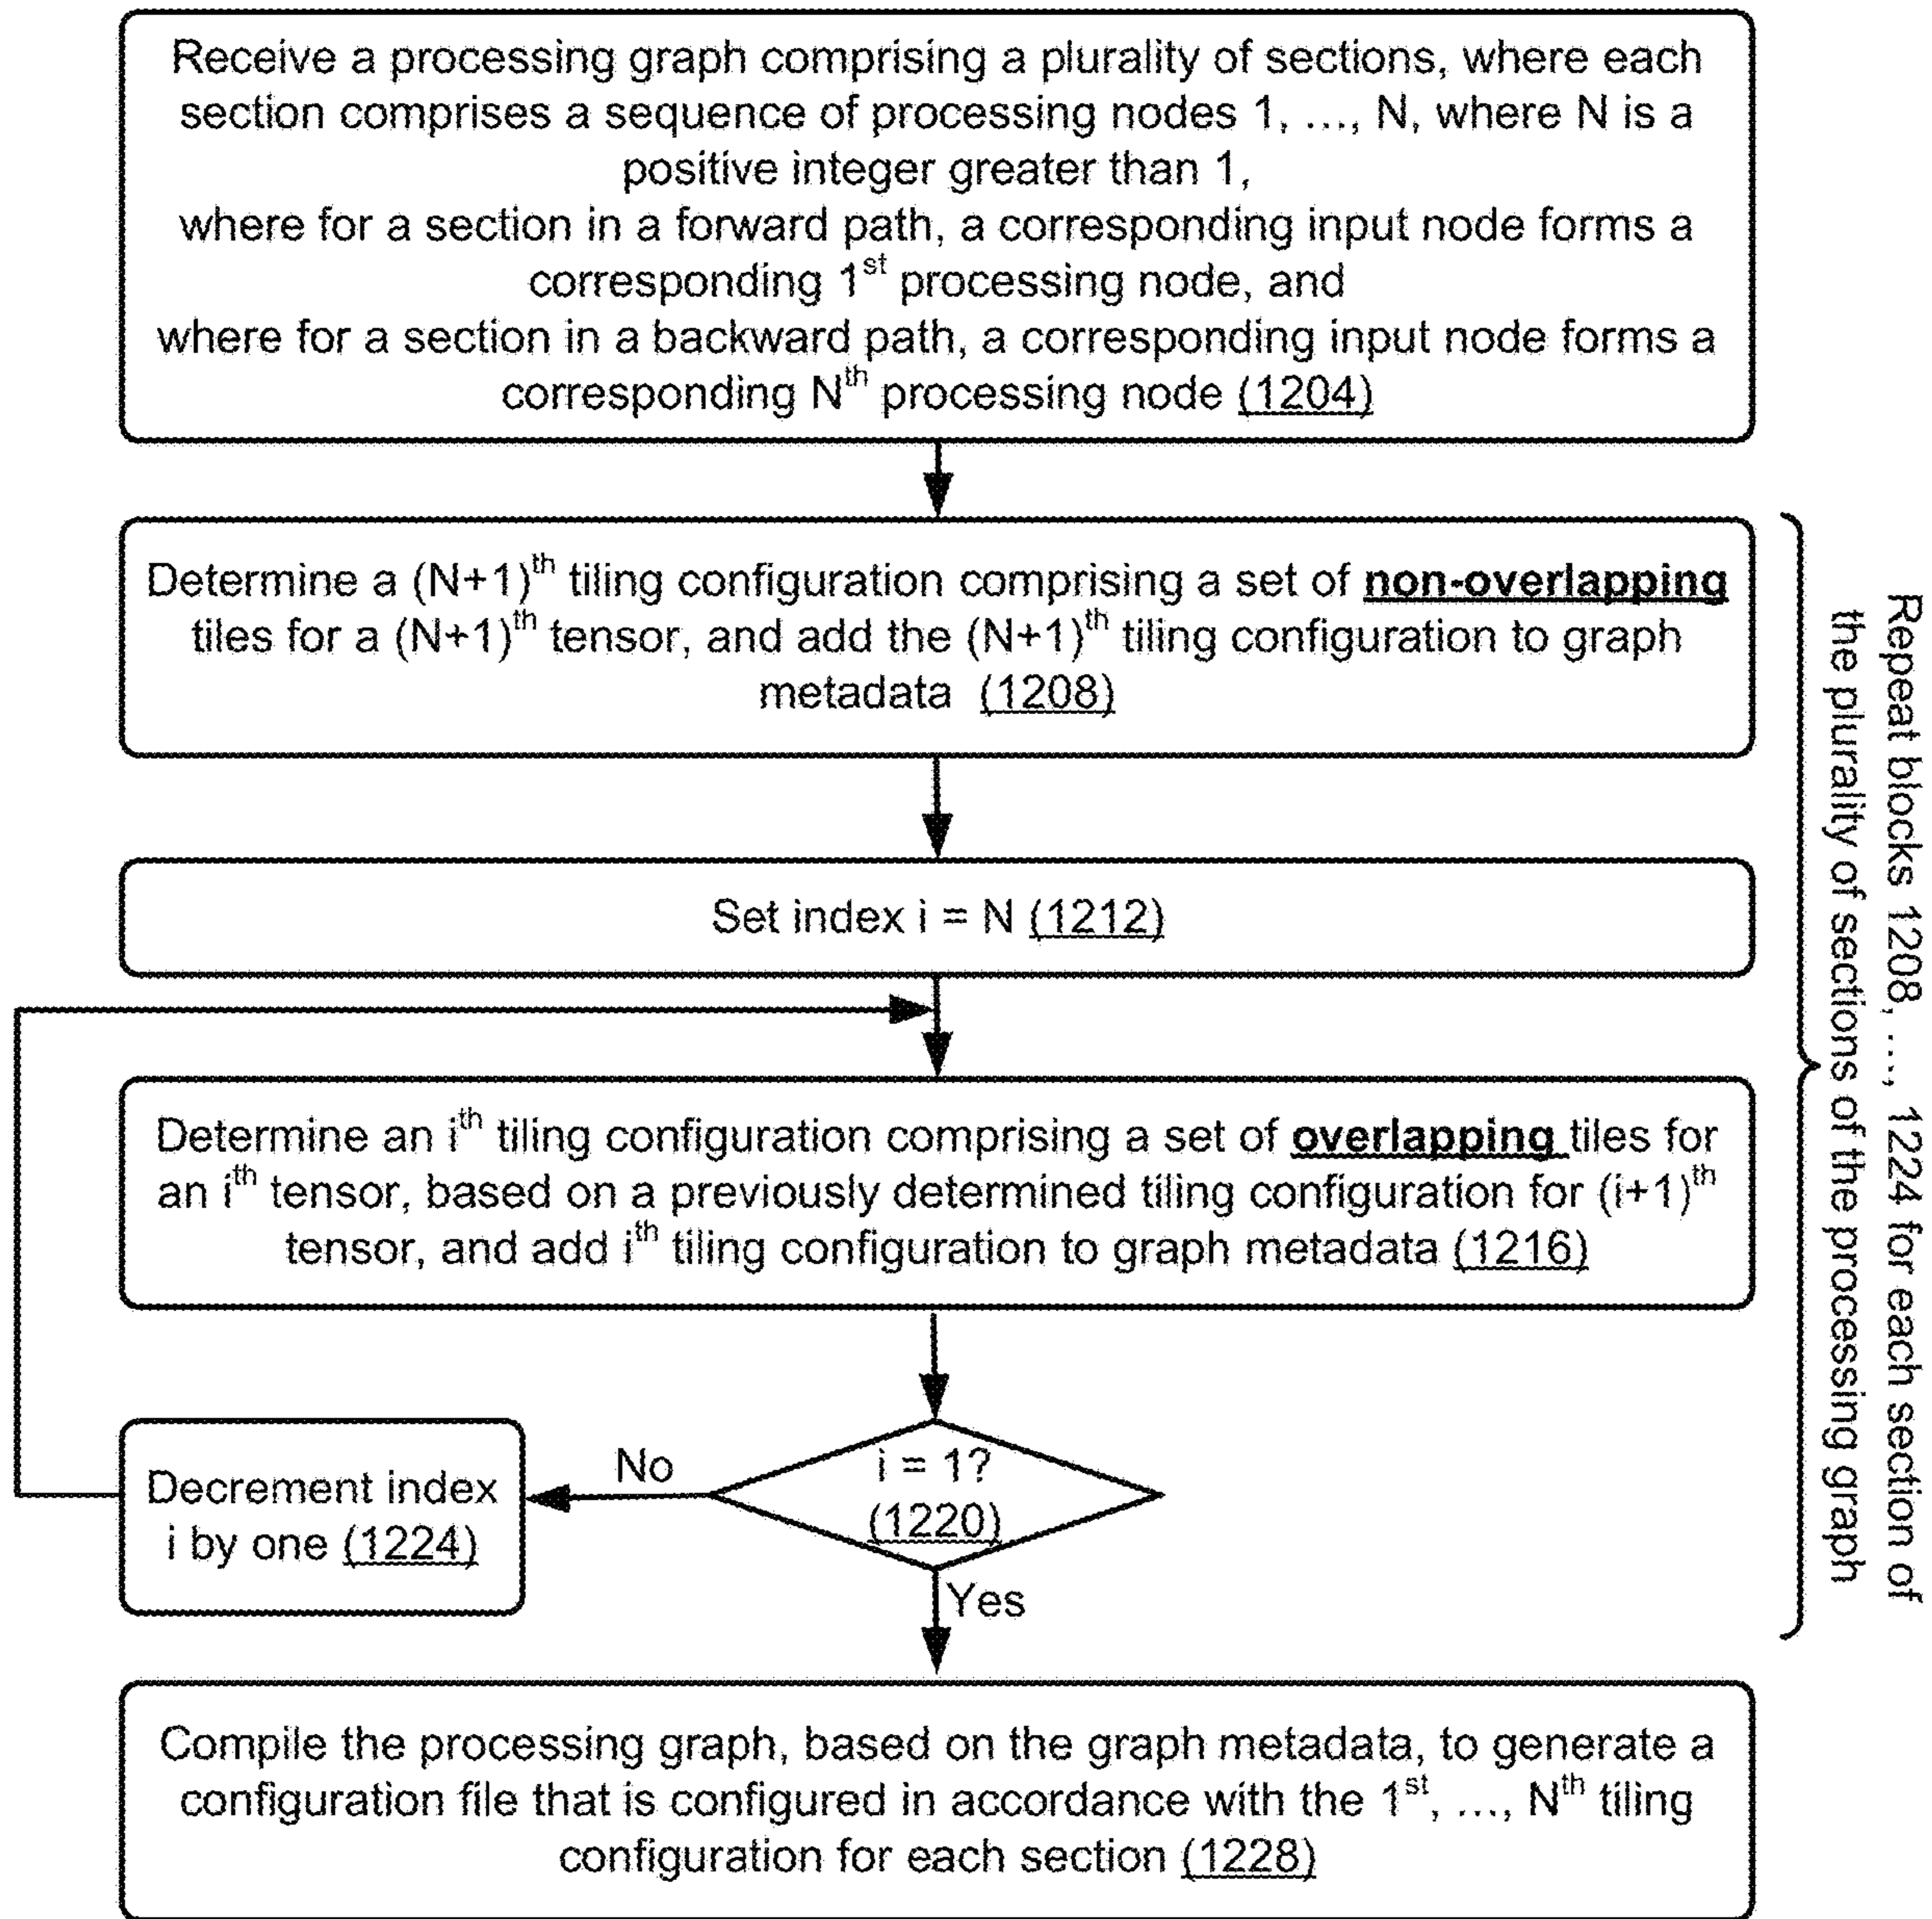 Receive a processing graph comprising a plurality of sections, where each
section comprises a sequence of processing nodes 1, ..., N, where N is a
positive integer greater than 1,
where for a section in a forward path, a corresponding input node forms a
corresponding 1st processing node, and
where for a section in a backward path, a corresponding input node forms a
corresponding Nth processing node (1204)
Determine a (N+1)th tiling configuration comprising a set of non-overlapping
tiles for a (N+1)th tensor, and add the (N+1)th tiling configuration to graph
metadata (1208)
Set index i = N (1212)
Determine an ith tiling configuration comprising a set of overlapping tiles for
an ith tensor, based on a previously determined tiling configuration for (i+1)th
tensor, and add ith tiling configuration to graph metadata (1216)
i = 1?
(1220)
No
Decrement index
i by one (1224)
Yes
Compile the processing graph, based on the graph metadata, to generate a
configuration file that is configured in accordance with the 1st, ..., Nth tiling
configuration for each section (1228)
Repeat blocks 1208, ..., 1224 for each section of
the plurality of sections of the processing graph